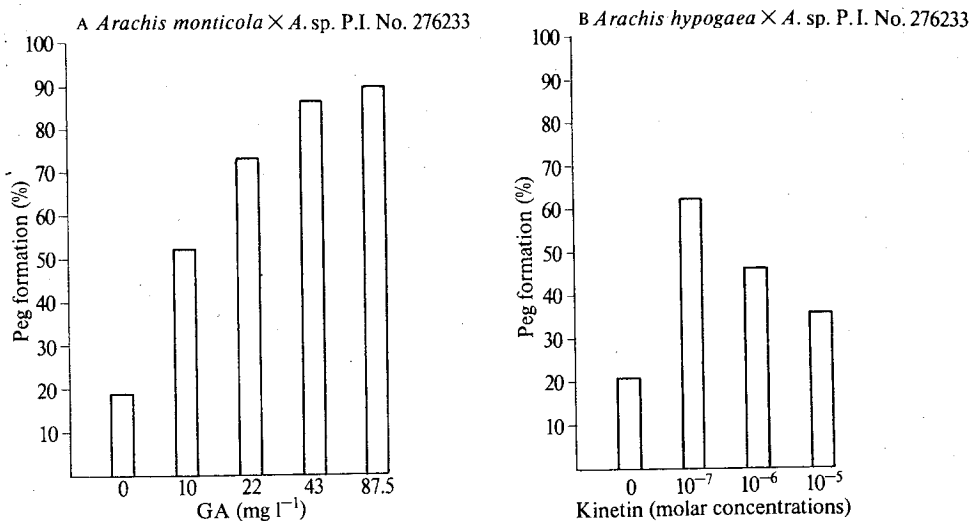 A Arachis monticola × A. sp. P.I. No. 276233
100
90
80
70
60
50
40
30
20
10
Peg formation (%)
0 10 22 43 87.5
GA (mg l⁻¹)
B Arachis hypogaea × A. sp. P.I. No. 276233
100
90
80
70
60
50
40
30
20
10
Peg formation (%)
0 10⁻⁷ 10⁻⁶ 10⁻⁵
Kinetin (molar concentrations)